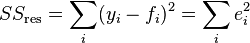 SS_res = ∑_i (y_i − f_i)^2 = ∑_i e_i^2